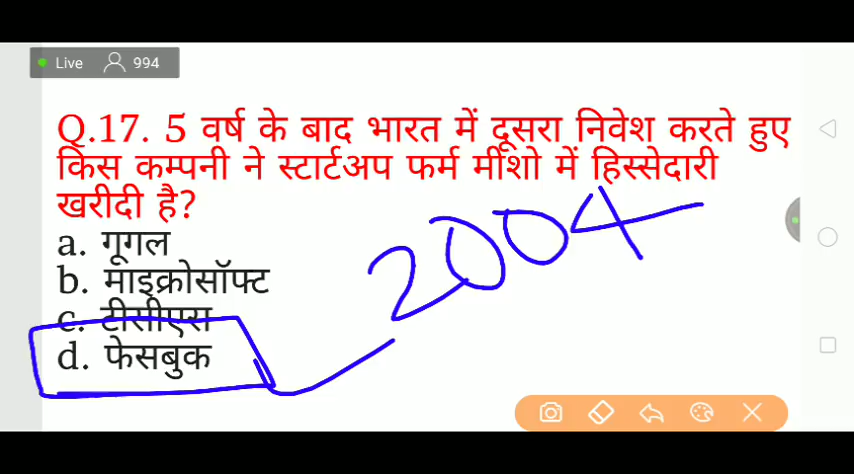 Live 994
Q.17. 5 वर्ष के बाद भारत में दूसरा निवेश करते हुए
किस कम्पनी ने स्टार्टअप फर्म मीशो में हिस्सेदारी
खरीदी है?
a. गूगल
b. माइक्रोसॉफ्ट
c. टीसीएस
d. फेसबुक
2004